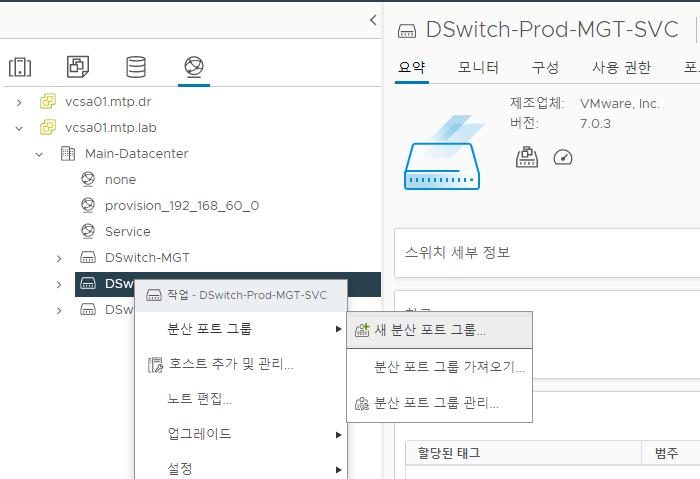 DSwitch-Prod-MGT-SVC
요약
모니터
구성
사용 권한
제조업체: VMware, Inc.
버전: 7.0.3
vcsa01.mtp.dr
vcsa01.mtp.lab
Main-Datacenter
none
provision_192_168_60_0
Service
DSwitch-MGT
스위치 세부 정보
작업 - DSwitch-Prod-MGT-SVC
분산 포트 그룹
호스트 추가 및 관리...
노트 편집...
업그레이드
설정
새 분산 포트 그룹...
분산 포트 그룹 가져오기...
분산 포트 그룹 관리...
할당된 태그
범주